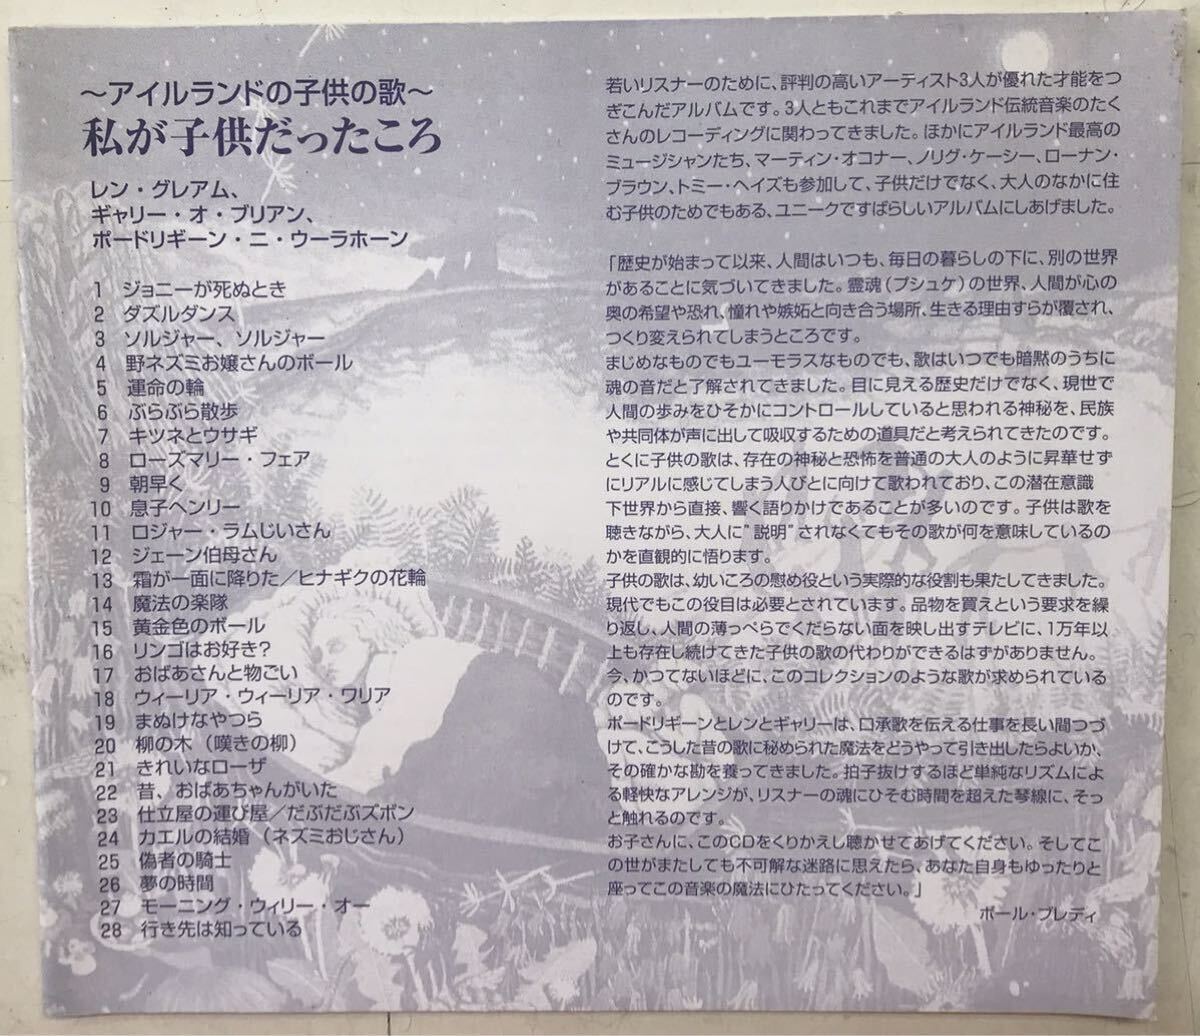 ～アイルランドの子供の歌～
私が子供だったころ
レン・グレアム、
ギャリー・オ・ブリアン、
ポードリギーン・ニ・ウーラホーン
1 ジョニーが死ぬとき
2 ダズルダンス
3 ソルジャー、ソルジャー
4 野ネズミお嬢さんのボール
5 運命の輪
6 ぶらぶら散歩
7 キツネとウサギ
8 ローズマリー・フェア
9 朝早く
10 息子ヘンリー
11 ロジャー・ラムじいさん
12 ジェーン伯母さん
13 霜が一面に降りた／ヒナギクの花輪
14 魔法の楽隊
15 黄金色のボール
16 リンゴはお好き？
17 おばあさんと物ごい
18 ウィーリア・ウィーリア・ワリア
19 まぬけなやつら
20 柳の木（嘆きの柳）
21 きれいなローザ
22 昔、おばあちゃんがいた
23 仕立屋の運び屋／だぶだぶズボン
24 カエルの結婚（ネズミおじさん）
25 偽者の騎士
26 夢の時間
27 モーニング・ウィリー・オー
28 行き先は知っている
若いリスナーのために、評判の高いアーティスト3人が優れた才能をつ
ぎこんだアルバムです。3人ともこれまでアイルランド伝統音楽のたく
さんのレコーディングに関わってきました。ほかにアイルランド最高の
ミュージシャンたち、マーティン・オコナー、ノリグ・ケーシー、ローナン・
ブラウン、トミー・ヘイズも参加して、子供だけでなく、大人のなかに住
む子供のためでもある、ユニークですばらしいアルバムにしあげました。
「歴史が始まって以来、人間はいつも、毎日の暮らしの下に、別の世界
があることに気づいてきました。霊魂（プシュケ）の世界、人間が心の
奥の希望や恐れ、憧れや嫉妬と向き合う場所、生きる理由すらが覆され、
つくり変えられてしまうところです。
まじめなものでもユーモラスなものでも、歌はいつでも暗黙のうちに
魂の音だと了解されてきました。目に見える歴史だけでなく、現世で
人間の歩みをひそかにコントロールしていると思われる神秘を、民族
や共同体が声に出して吸収するための道具だと考えられてきたのです。
とくに子供の歌は、存在の神秘と恐怖を普通の大人のように昇華せず
にリアルに感じてしまう人びとに向けて歌われており、この潜在意識
下世界から直接、響く語りかけであることが多いのです。子供は歌を
聴きながら、大人に"説明"されなくてもその歌が何を意味しているの
かを直観的に悟ります。
子供の歌は、幼いころの慰め役という実際的な役割も果たしてきました。
現代でもこの役目は必要とされています。品物を買えという要求を繰
り返し、人間の薄っぺらでくだらない面を映し出すテレビに、1万年以
上も存在し続けてきた子供の歌の代わりができるはずがありません。
今、かつてないほどに、このコレクションのような歌が求められている
のです。
ポードリギーンとレンとギャリーは、口承歌を伝える仕事を長い間つづ
けて、こうした昔の歌に秘められた魔法をどうやって引き出したらよいか、
その確かな勘を養ってきました。拍子抜けするほど単純なリズムによ
る軽快なアレンジが、リスナーの魂にひそむ時間を超えた琴線に、そっ
と触れるのです。
お子さんに、このCDをくりかえし聴かせてあげてください。そしてこ
の世がまたしても不可解な迷路に思えたら、あなた自身もゆったりと
座ってこの音楽の魔法にひたってください。」
ポール・ブレディ